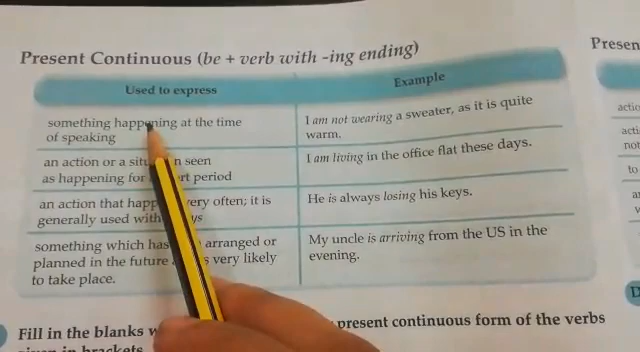 Present Continuous (be + verb with -ing ending)
Used to express
Example
something happening at the time
of speaking
I am not wearing a sweater, as it is quite
warm.
an action or a seen
as happening for period
I am living in the office flat these days.
an action that very often; it is
generally used with
He is always losing his keys.
something which has arranged or
planned in the future very likely
to take place.
My uncle is arriving from the US in the
evening.
Fill in the blanks present continuous form of the verbs
given in brackets
Presen
to